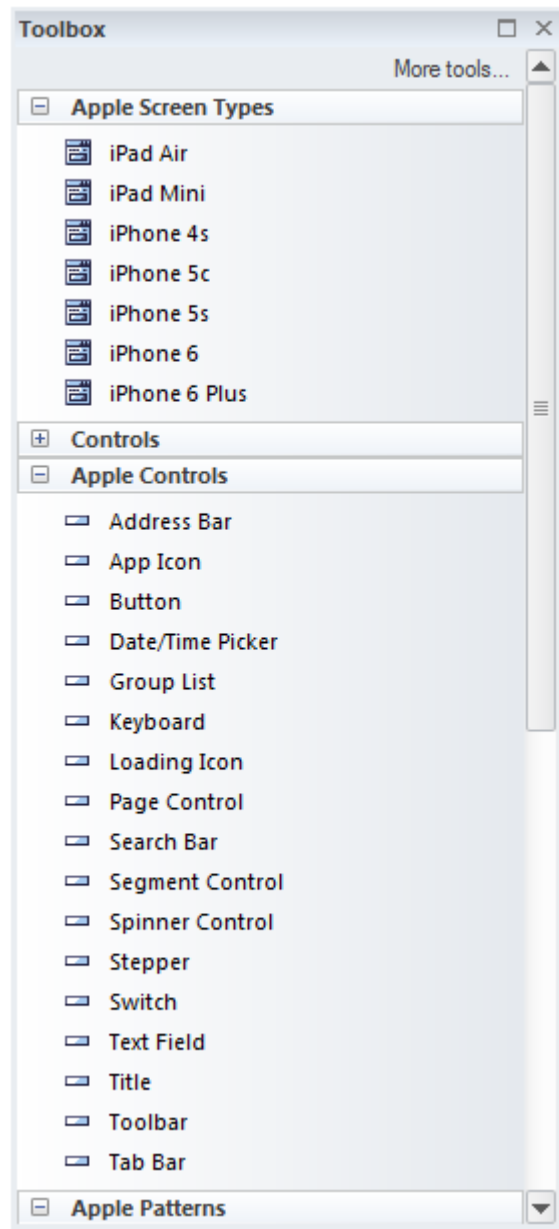 Toolbox
More tools...
Apple Screen Types
iPad Air
iPad Mini
iPhone 4s
iPhone 5c
iPhone 5s
iPhone 6
iPhone 6 Plus
Controls
Apple Controls
Address Bar
App Icon
Button
Date/Time Picker
Group List
Keyboard
Loading Icon
Page Control
Search Bar
Segment Control
Spinner Control
Stepper
Switch
Text Field
Title
Toolbar
Tab Bar
Apple Patterns